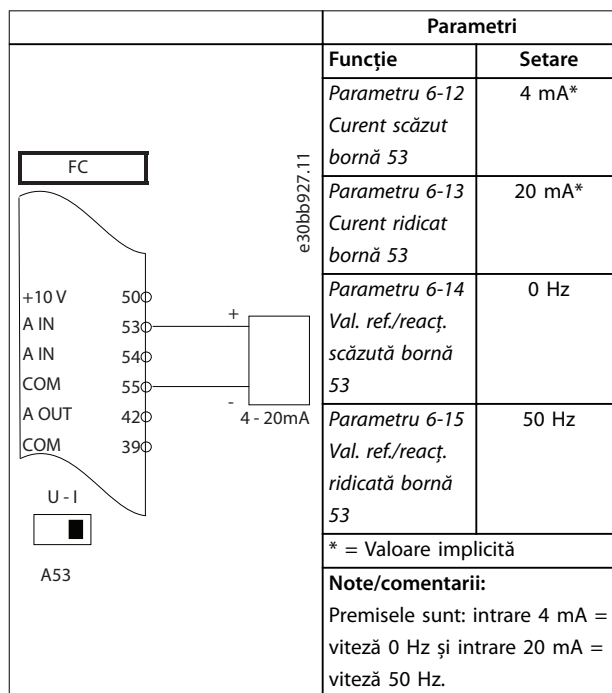 FC
e30bb927.11
+10 V 50
A IN 53
A IN 54
COM 55
A OUT 42
COM 39
+
-
4 - 20mA
U - I
A53
Parametri
Funcție Setare
Parametru 6-12 4 mA*
Curent scăzut
bornă 53
Parametru 6-13 20 mA*
Curent ridicat
bornă 53
Parametru 6-14 0 Hz
Val. ref./reacț.
scăzută bornă
53
Parametru 6-15 50 Hz
Val. ref./reacț.
ridicată bornă
53
* = Valoare implicită
Note/comentarii:
Premisele sunt: intrare 4 mA =
viteză 0 Hz și intrare 20 mA =
viteză 50 Hz.